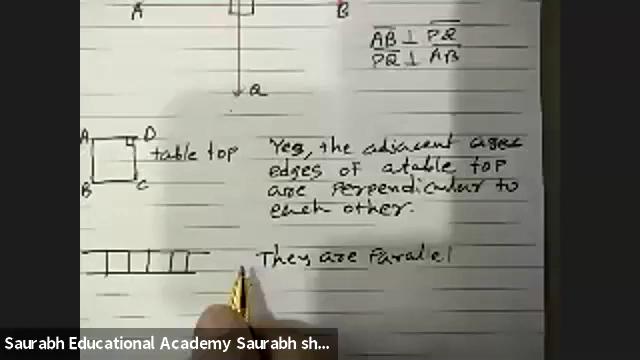 A B
AB ⊥ PQ
PQ ⊥ AB
Q
A D
table top
B C
Yes, the adjacent
edges of a table top
are Perpendicular to
each other.
They are Parallel
Saurabh Educational Academy Saurabh sh...